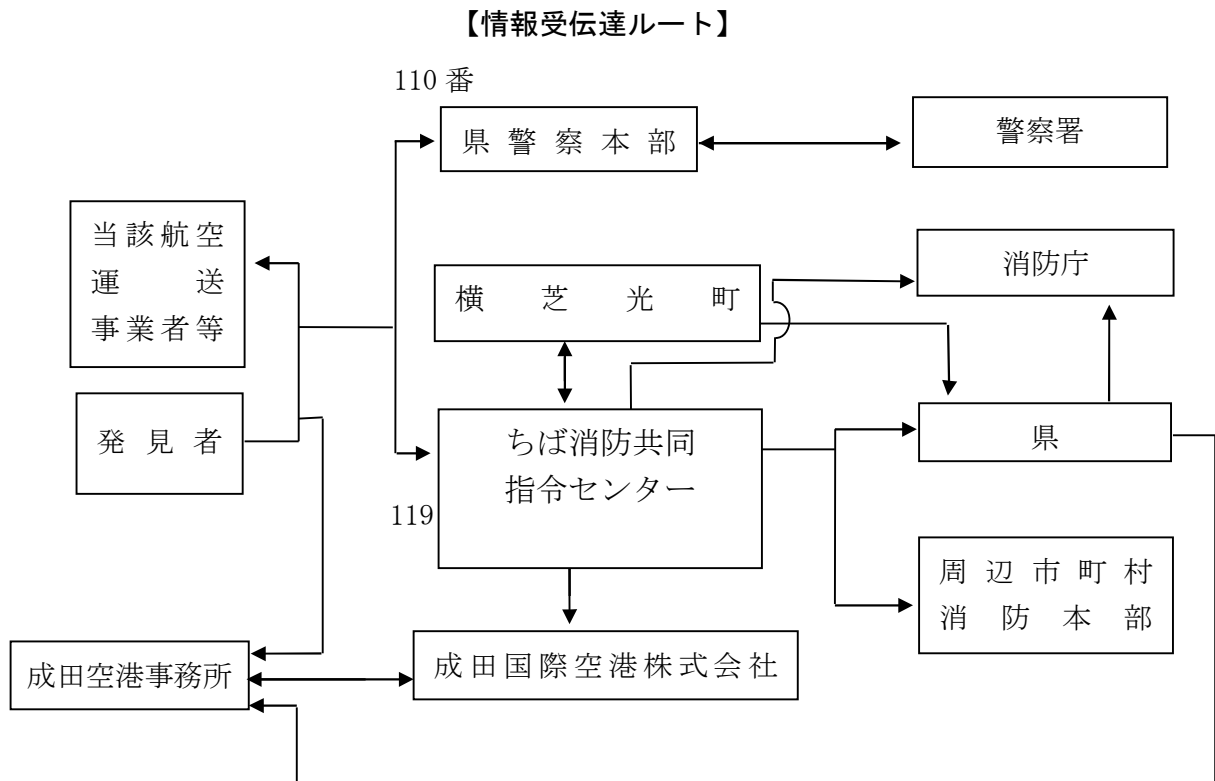 【情報受伝達ルート】
110番
県警察本部
警察署
当該航空
運送
事業者等
消防庁
横芝光町
発見者
ちば消防共同
指令センター
119
県
周辺市町村
消防本部
成田空港事務所
成田国際空港株式会社